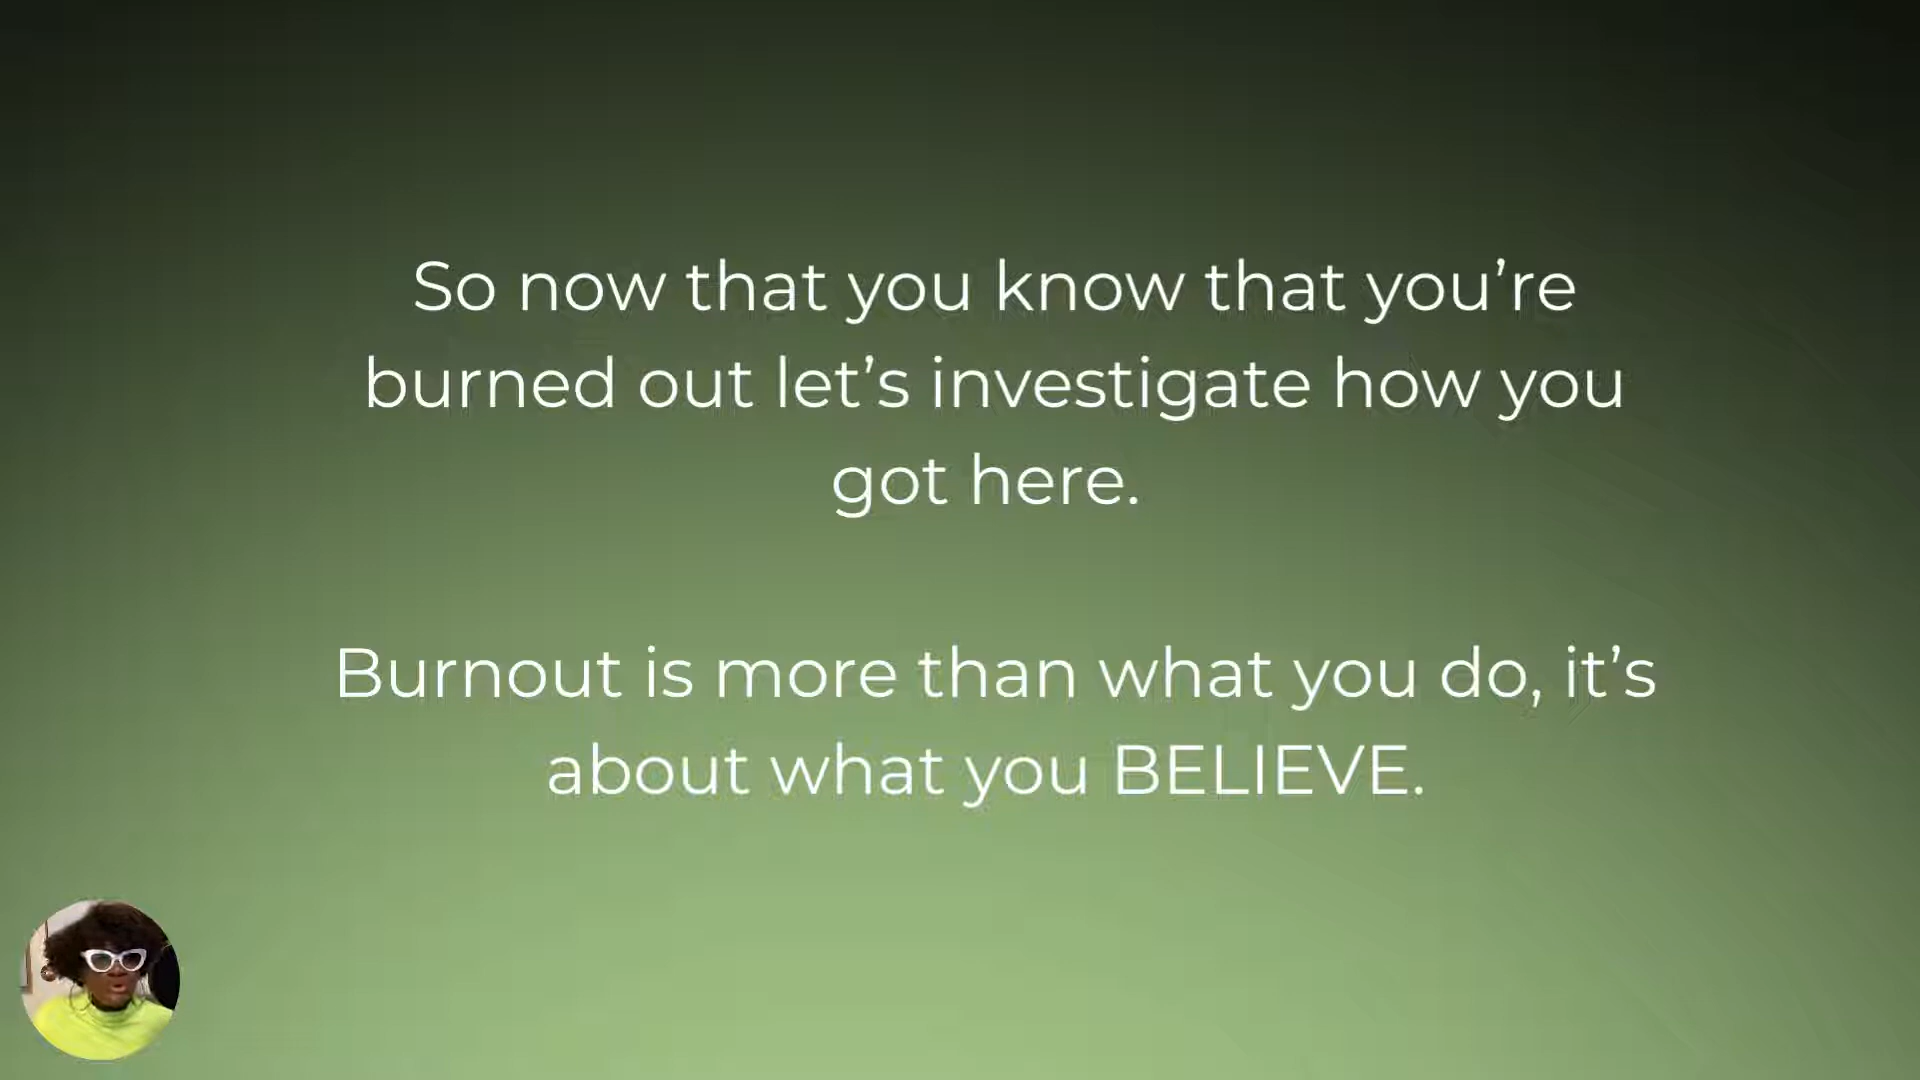 So now that you know that you’re
burned out let’s investigate how you
got here.
Burnout is more than what you do, it’s
about what you BELIEVE.